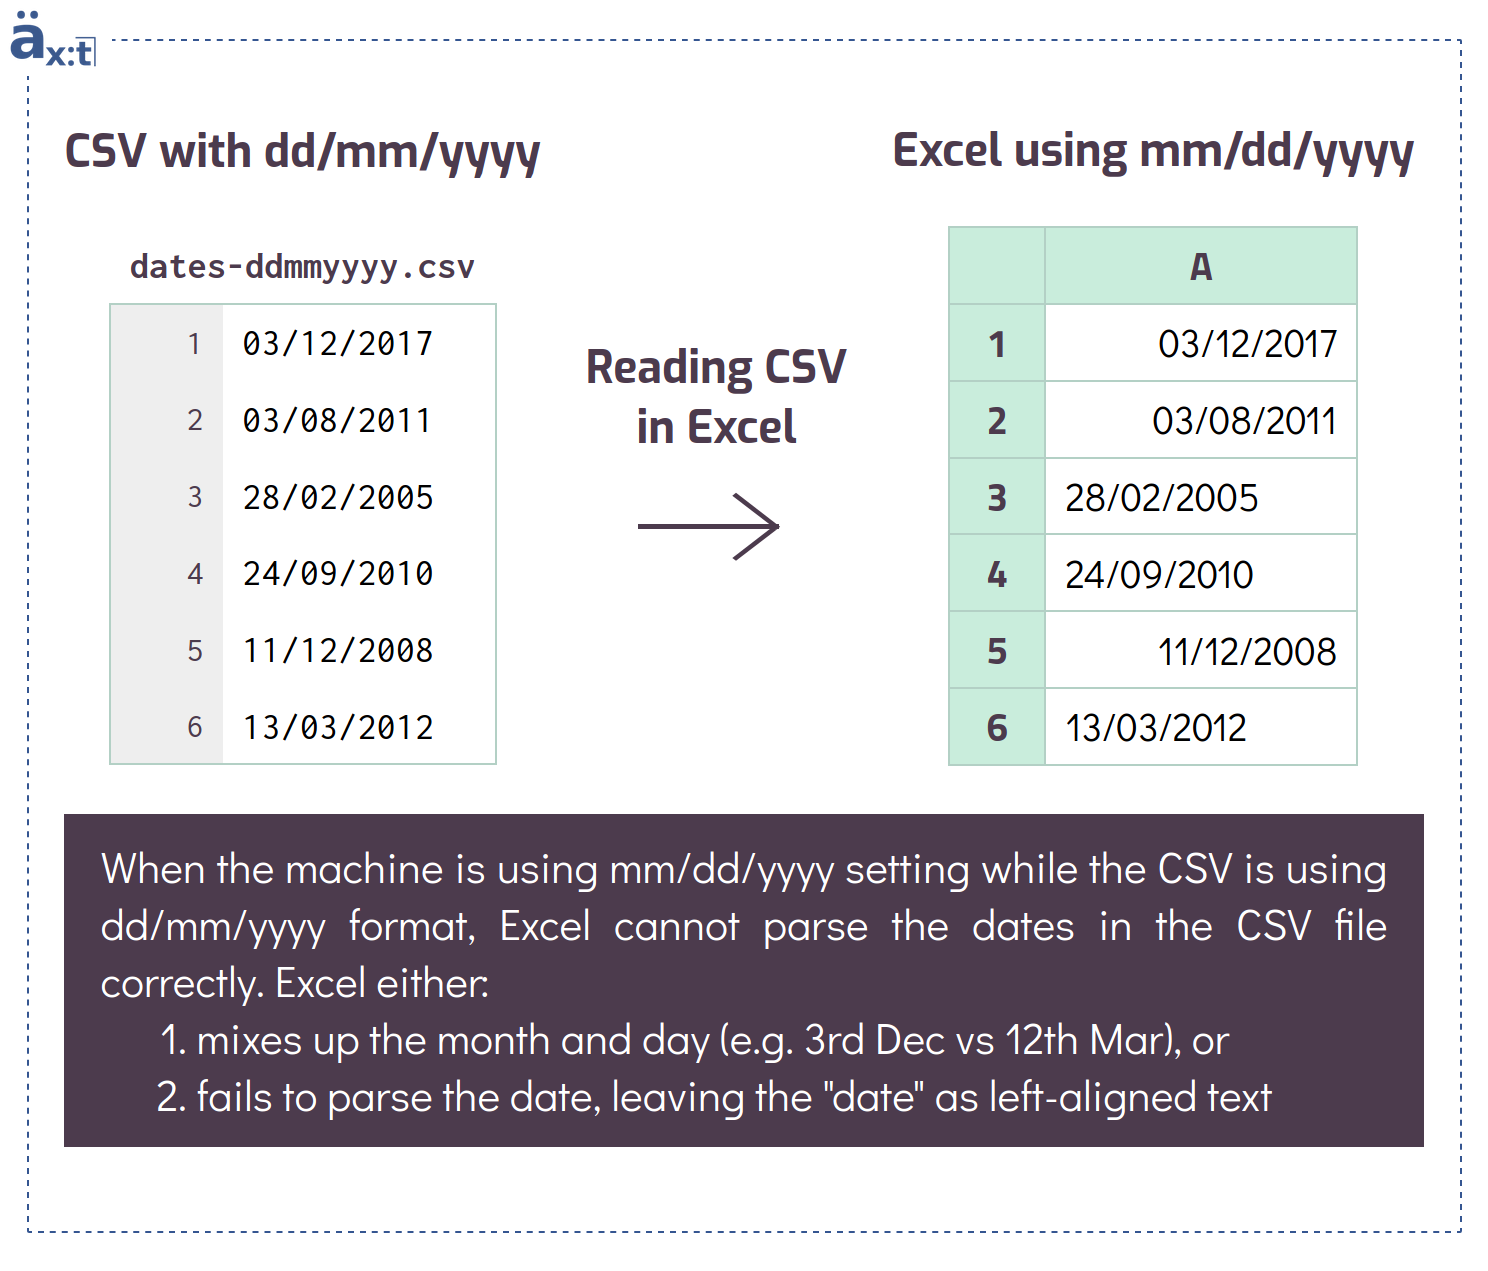 äx:t
CSV with dd/mm/yyyy
dates-ddmmyyyy.csv
1 03/12/2017
2 03/08/2011
3 28/02/2005
4 24/09/2010
5 11/12/2008
6 13/03/2012
Reading CSV
in Excel
Excel using mm/dd/yyyy
A
1 03/12/2017
2 03/08/2011
3 28/02/2005
4 24/09/2010
5 11/12/2008
6 13/03/2012
When the machine is using mm/dd/yyyy setting while the CSV is using
dd/mm/yyyy format, Excel cannot parse the dates in the CSV file
correctly. Excel either:
1. mixes up the month and day (e.g. 3rd Dec vs 12th Mar), or
2. fails to parse the date, leaving the "date" as left-aligned text